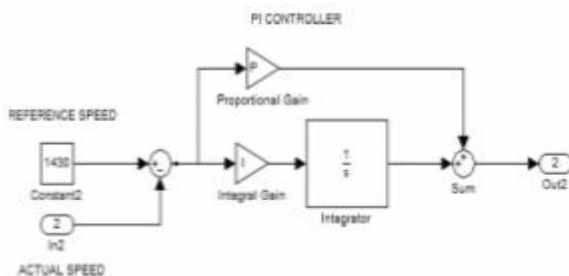 PI CONTROLLER
P
Proportional Gain
REFERENCE SPEED
1430
Constant2
+
-
I
Integral Gain
1
s
Integrator
+
+
Sum
2
Out2
2
In2
ACTUAL SPEED